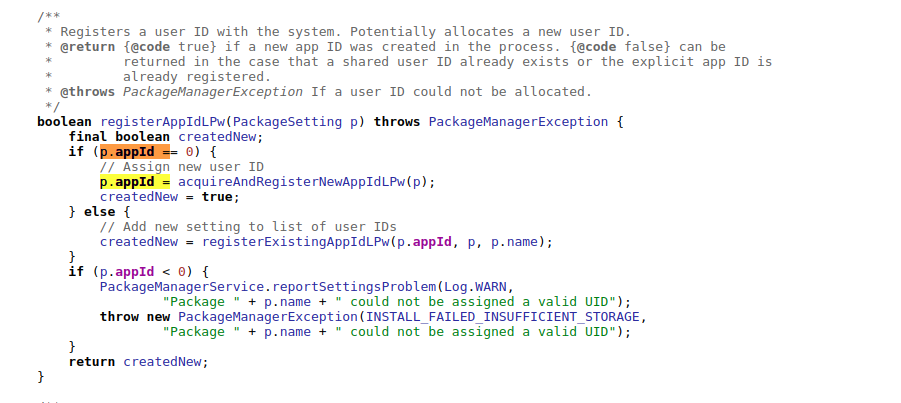 /**
 * Registers a user ID with the system. Potentially allocates a new user ID.
 * @return {@code true} if a new app ID was created in the process. {@code false} can be
 *         returned in the case that a shared user ID already exists or the explicit app ID is
 *         already registered.
 * @throws PackageManagerException If a user ID could not be allocated.
 */
boolean registerAppIdLPw(PackageSetting p) throws PackageManagerException {
    final boolean createdNew;
    if (p.appId == 0) {
        // Assign new user ID
        p.appId = acquireAndRegisterNewAppIdLPw(p);
        createdNew = true;
    } else {
        // Add new setting to list of user IDs
        createdNew = registerExistingAppIdLPw(p.appId, p, p.name);
    }
    if (p.appId < 0) {
        PackageManagerService.reportSettingsProblem(Log.WARN,
                "Package " + p.name + " could not be assigned a valid UID");
        throw new PackageManagerException(INSTALL_FAILED_INSUFFICIENT_STORAGE,
                "Package " + p.name + " could not be assigned a valid UID");
    }
    return createdNew;
}